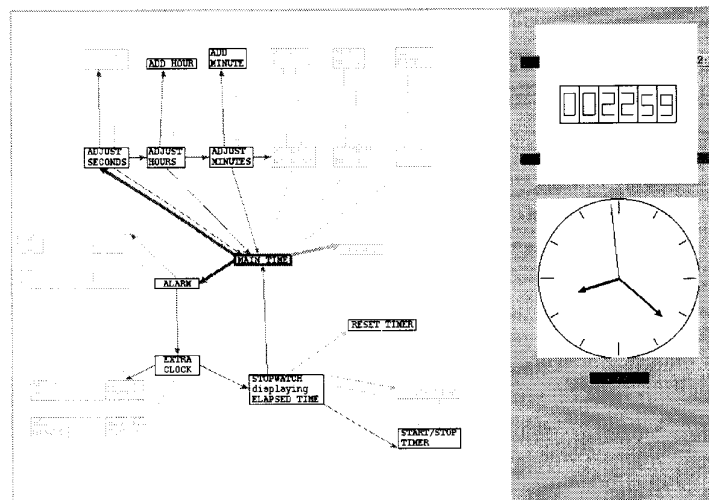 ADD HOUR
ADD
MINUTE
2:
002259
ADJUST
SECONDS
ADJUST
HOURS
ADJUST
MINUTES
MAIN TIME
ALARM
RESET TIMER
EXTRA
CLOCK
STOPWATCH
displaying
ELAPSED TIME
START/STOP
TIMER